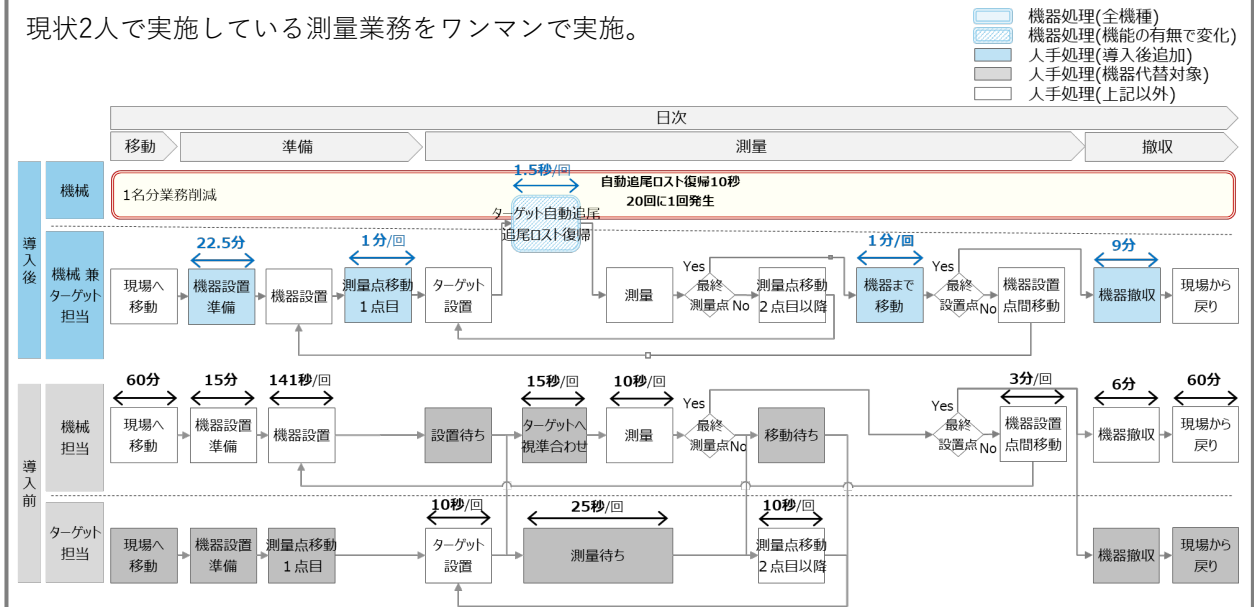 現状2人で実施している測量業務をワンマンで実施。
機器処理(全機種)
機器処理(機能の有無で変化)
人手処理(導入後追加)
人手処理(機器代替対象)
人手処理(上記以外)
日次
移動
準備
測量
撤収
導入後
機械
1名分業務削減
1.5秒/回
自動追尾ロスト復帰10秒
20回に1回発生
ターゲット自動追尾
追尾ロスト復帰
機械 兼
ターゲット
担当
22.5分
1分/回
1分/回
9分
現場へ
移動
機器設置
準備
機器設置
測量点移動
1点目
ターゲット
設置
測量
Yes
最終
測量点
No
測量点移動
2点目以降
機器まで
移動
Yes
最終
設置点
No
機器設置
点間移動
機器撤収
現場から
戻り
導入前
機械
担当
60分
15分
141秒/回
15秒/回
10秒/回
3分/回
6分
60分
現場へ
移動
機器設置
準備
機器設置
設置待ち
ターゲットへ
視準合わせ
測量
Yes
最終
測量点
No
移動待ち
Yes
最終
設置点
No
機器設置
点間移動
機器撤収
現場から
戻り
ターゲット
担当
10秒/回
25秒/回
10秒/回
現場へ
移動
機器設置
準備
測量点移動
1点目
ターゲット
設置
測量待ち
測量点移動
2点目以降
機器撤収
現場から
戻り